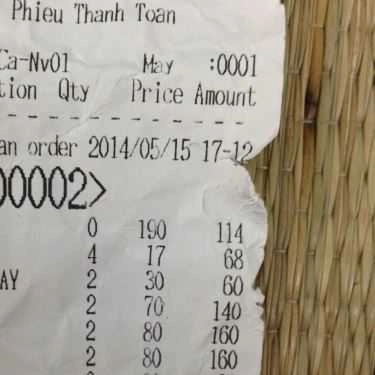 Phieu Thanh Toan
Ca-Nv01 May :0001
tion Qty Price Amount
an order 2014/05/15 17-12
00002>
0 190 114
4 17 68
AY 2 30 60
2 70 140
2 80 160
2 80 160